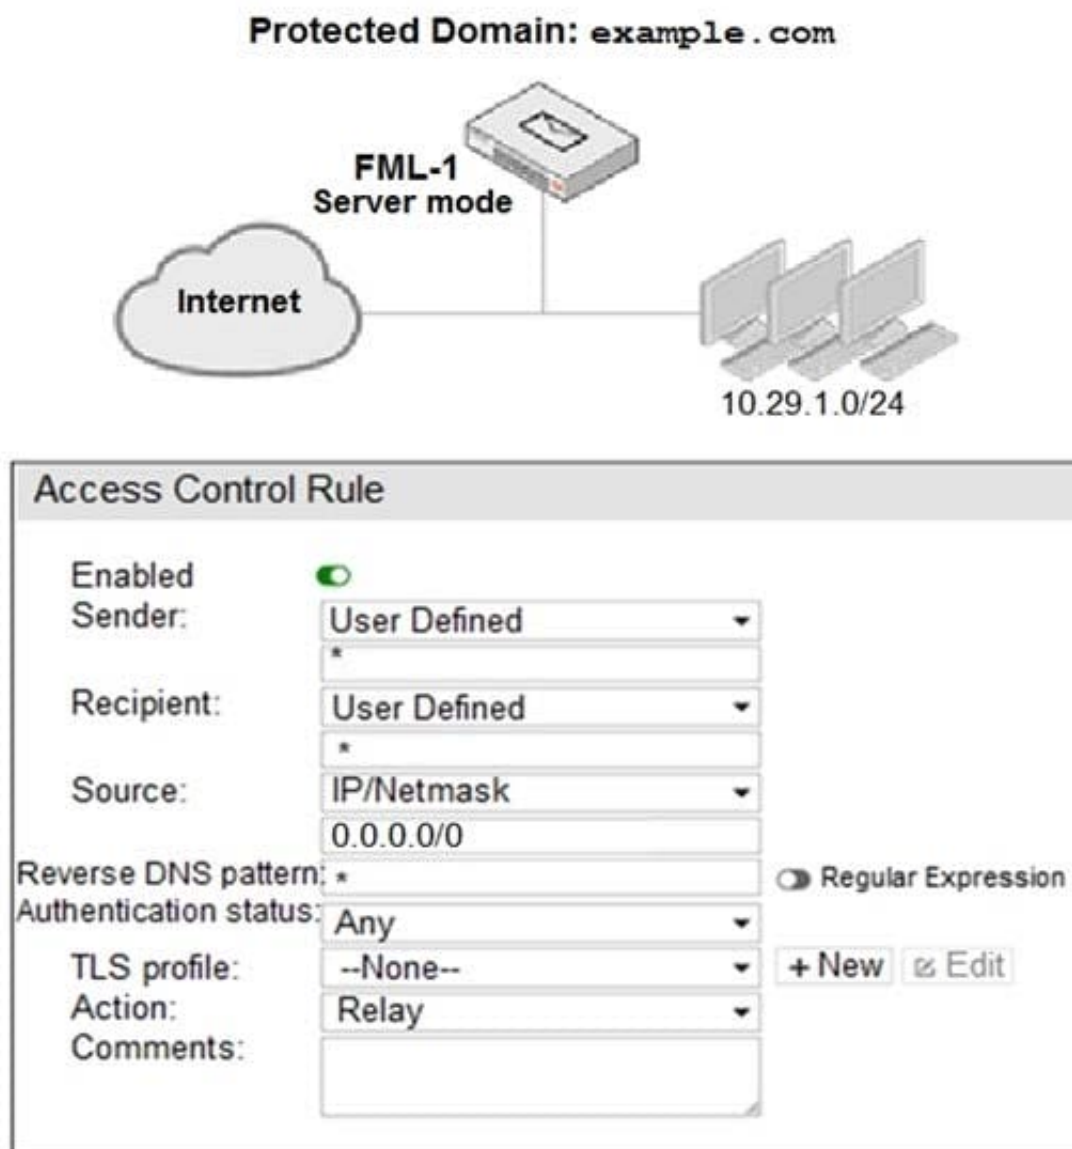 Protected Domain: example.com
FML-1
Server mode
Internet
10.29.1.0/24
Access Control Rule
Enabled
Sender: User Defined
*
Recipient: User Defined
*
Source: IP/Netmask
0.0.0.0/0
Reverse DNS pattern: * Regular Expression
Authentication status: Any
TLS profile: --None-- + New Edit
Action: Relay
Comments: